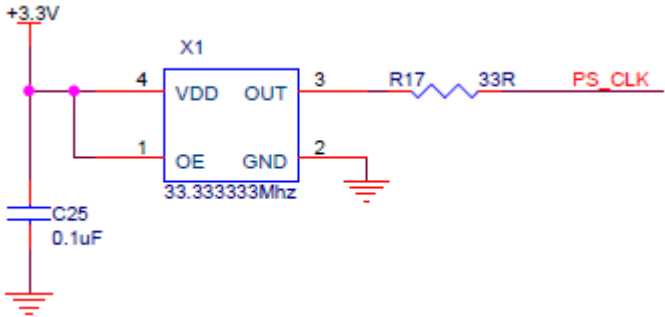 +3.3V
X1
4 VDD OUT 3 R17 33R PS_CLK
1 OE GND 2
33.333333Mhz
C25
0.1uF